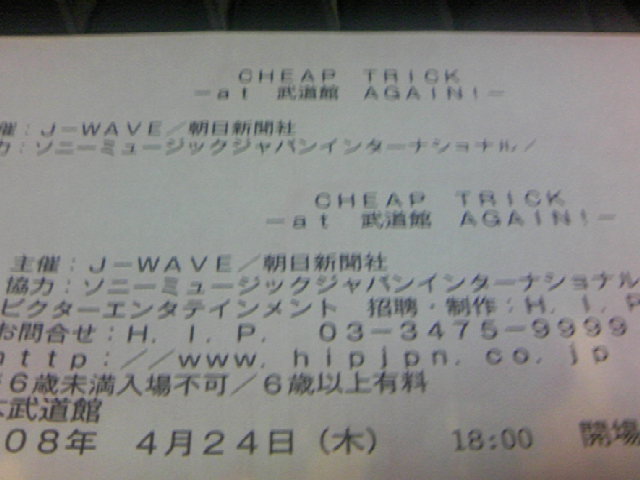 ＣＨＥＡＰ　ＴＲＩＣＫ
－ａｔ　武道館　ＡＧＡＩＮ！－
催：Ｊ－ＷＡＶＥ／朝日新聞社
力：ソニーミュージックジャパンインターナショナル／
ＣＨＥＡＰ　ＴＲＩＣＫ
－ａｔ　武道館　ＡＧＡＩＮ！－
主催：Ｊ－ＷＡＶＥ／朝日新聞社
協力：ソニーミュージックジャパンインターナショナル
ビクターエンタテインメント　招聘・制作：Ｈ．Ｉ．Ｐ
お問合せ：Ｈ．Ｉ．Ｐ．　０３－３４７５－９９９９
ｈｔｔｐ：／／ｗｗｗ．ｈｉｐｊｐｎ．ｃｏ．ｊｐ
６歳未満入場不可／６歳以上有料
本武道館
０８年　４月２４日（木）　18:00　開場